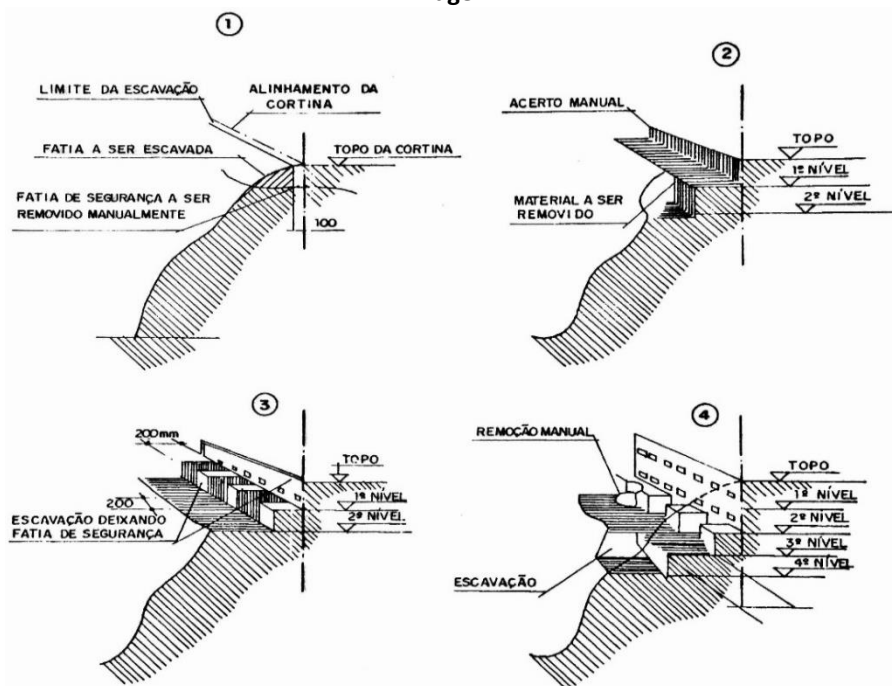 1
LIMITE DA ESCAVAÇÃO
ALINHAMENTO DA
CORTINA
FATIA A SER ESCAVADA
TOPO DA CORTINA
FATIA DE SEGURANÇA A SER
REMOVIDO MANUALMENTE
100
2
ACERTO MANUAL
TOPO
1º NÍVEL
MATERIAL A SER
REMOVIDO
2º NÍVEL
3
200mm
TOPO
200
1º NÍVEL
2º NÍVEL
ESCAVAÇÃO DEIXANDO
FATIA DE SEGURANÇA
4
REMOÇÃO MANUAL
TOPO
1º NÍVEL
2º NÍVEL
3º NÍVEL
4º NÍVEL
ESCAVAÇÃO